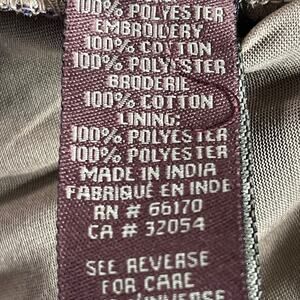 100% POLYESTER
EMBROIDERY
100% COTTON
100% POLYESTER
BRODERIE
100% COTTON
LINING:
100% POLYESTER
100% POLYESTER
MADE IN INDIA
FABRIQUÉ EN INDE
RN # 66170
CA # 32054
SEE REVERSE
FOR CARE